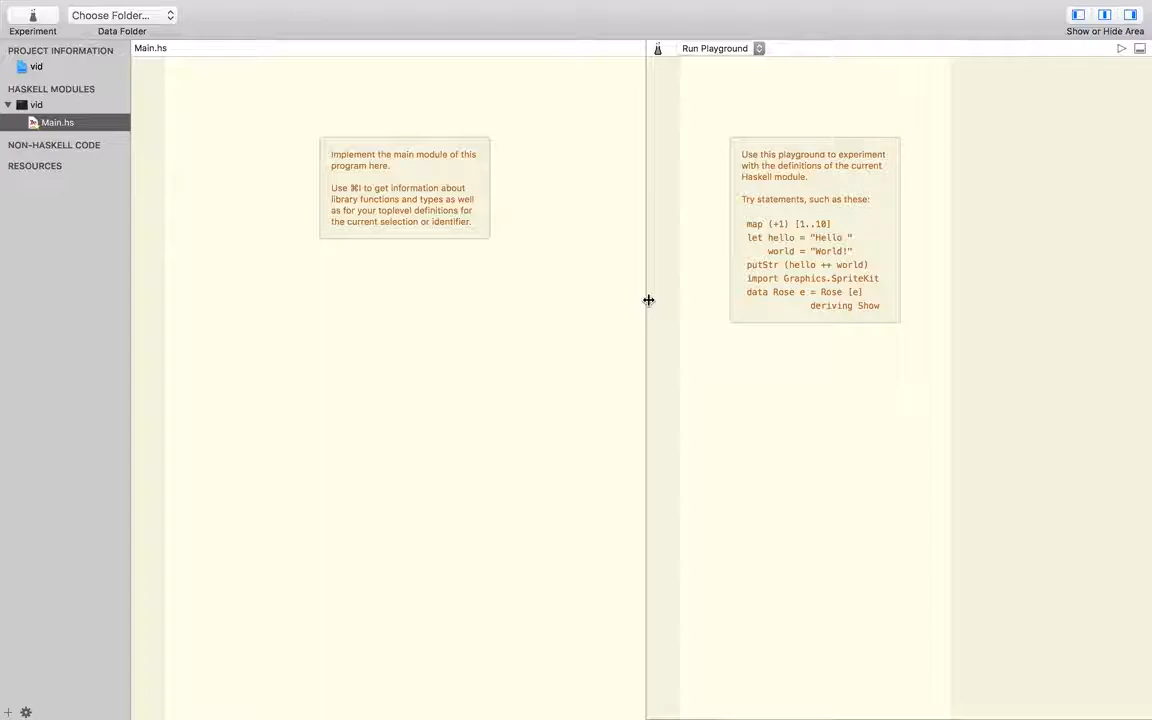 Choose Folder...
Experiment
Data Folder
Show or Hide Area
PROJECT INFORMATION
vid
HASKELL MODULES
vid
Main.hs
NON-HASKELL CODE
RESOURCES
Main.hs
Implement the main module of this
program here.
Use ⌘I to get information about
library functions and types as well
as for your toplevel definitions for
the current selection or identifier.
Run Playground
Use this playground to experiment
with the definitions of the current
Haskell module.
Try statements, such as these:
map (+1) [1..10]
let hello = "Hello "
    world = "World!"
putStr (hello ++ world)
import Graphics.SpriteKit
data Rose e = Rose [e]
            deriving Show